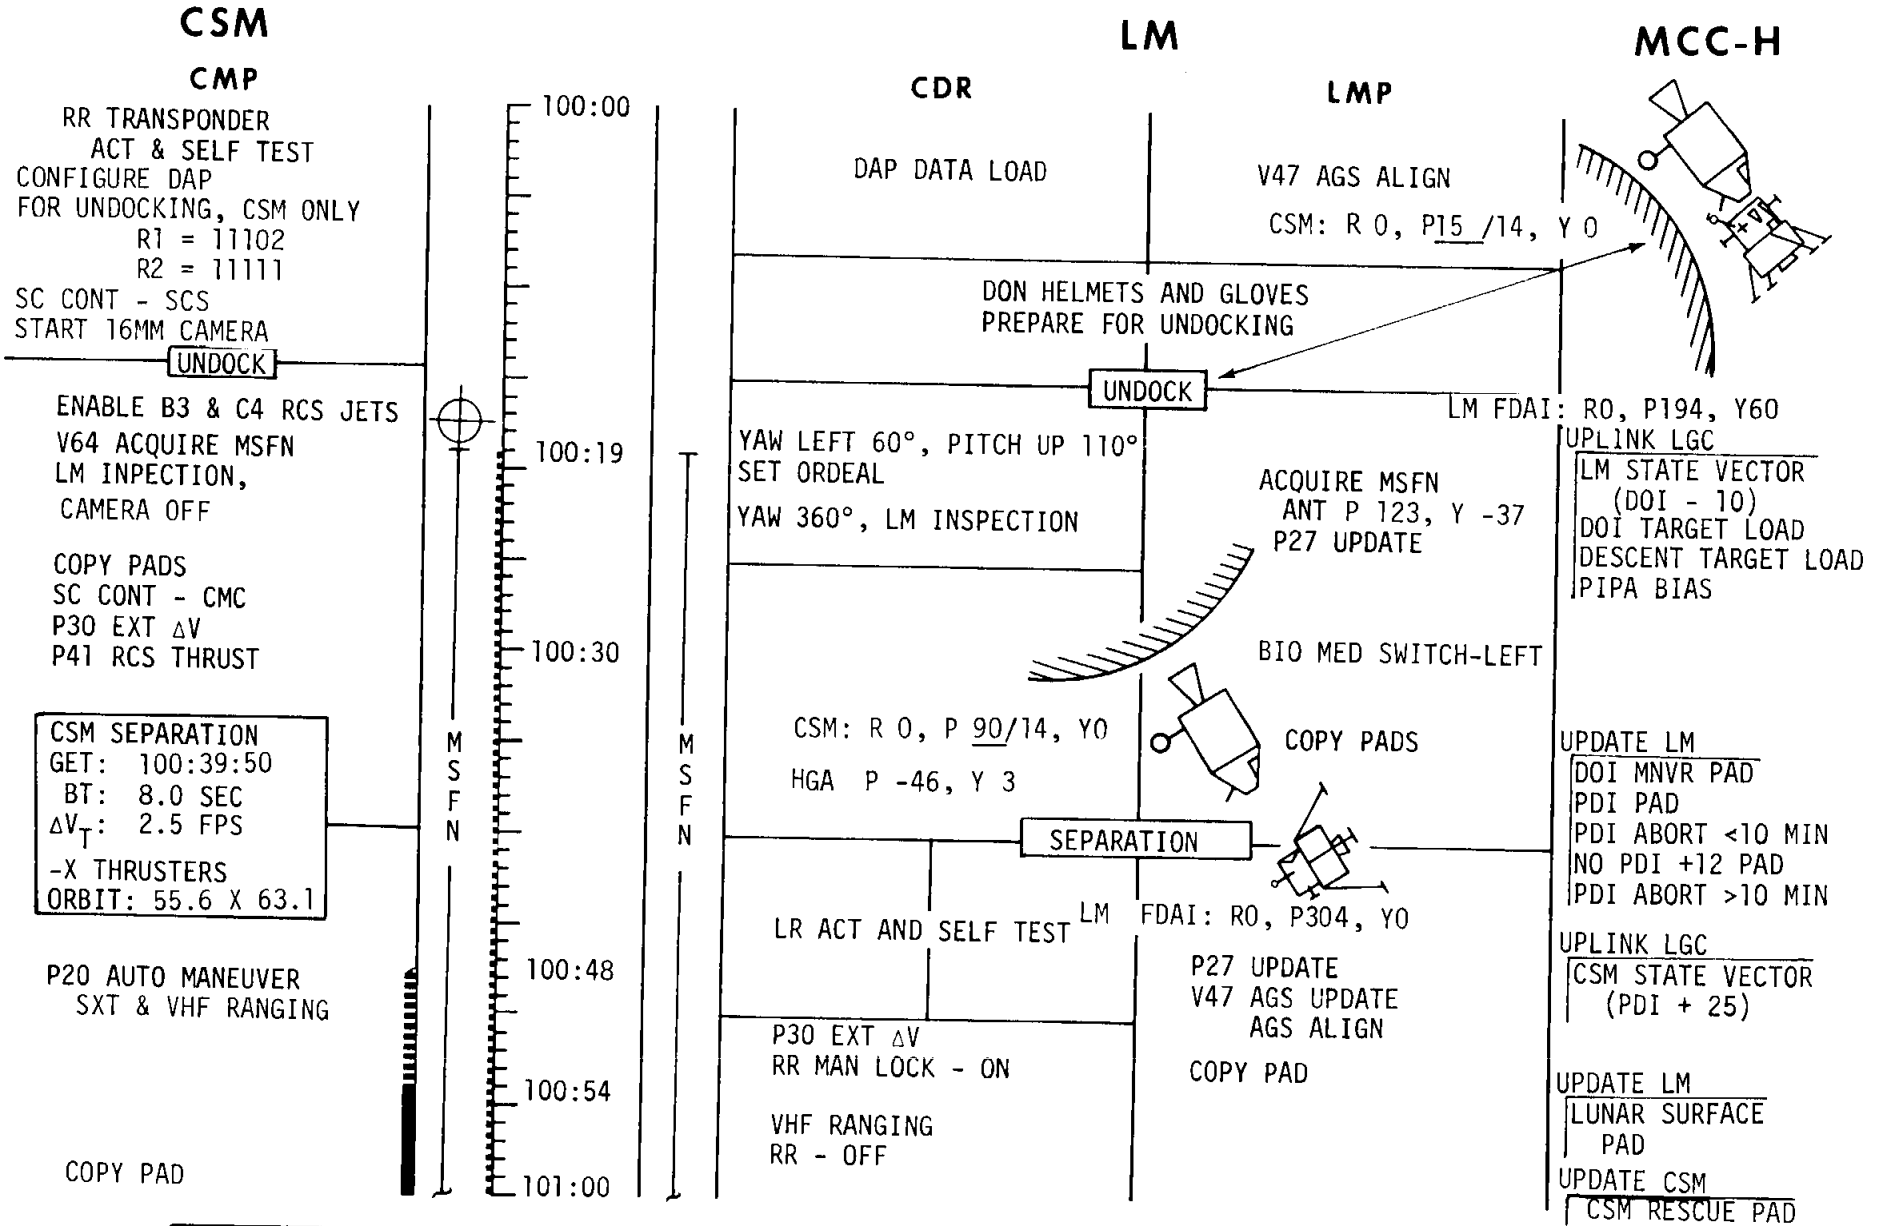 CSM
LM
MCC-H
CMP
CDR
LMP
RR TRANSPONDER
ACT & SELF TEST
CONFIGURE DAP
FOR UNDOCKING, CSM ONLY
R1 = 11102
R2 = 11111
SC CONT - SCS
START 16MM CAMERA
UNDOCK
ENABLE B3 & C4 RCS JETS
V64 ACQUIRE MSFN
LM INPECTION,
CAMERA OFF
COPY PADS
SC CONT - CMC
P30 EXT ΔV
P41 RCS THRUST
CSM SEPARATION
GET: 100:39:50
BT: 8.0 SEC
ΔVT: 2.5 FPS
-X THRUSTERS
ORBIT: 55.6 X 63.1
P20 AUTO MANEUVER
SXT & VHF RANGING
COPY PAD
MSFN
100:00
100:19
100:30
100:48
100:54
101:00
MSFN
DAP DATA LOAD
V47 AGS ALIGN
CSM: R 0, P15 /14, Y 0
DON HELMETS AND GLOVES
PREPARE FOR UNDOCKING
UNDOCK
LM FDAI: R0, P194, Y60
YAW LEFT 60°, PITCH UP 110°
SET ORDEAL
YAW 360°, LM INSPECTION
ACQUIRE MSFN
ANT P 123, Y -37
P27 UPDATE
BIO MED SWITCH-LEFT
CSM: R 0, P 90/14, Y0
HGA P -46, Y 3
COPY PADS
SEPARATION
LM FDAI: R0, P304, Y0
LR ACT AND SELF TEST
P27 UPDATE
V47 AGS UPDATE
AGS ALIGN
P30 EXT ΔV
RR MAN LOCK - ON
COPY PAD
VHF RANGING
RR - OFF
UPLINK LGC
LM STATE VECTOR
(DOI - 10)
DOI TARGET LOAD
DESCENT TARGET LOAD
PIPA BIAS
UPDATE LM
DOI MNVR PAD
PDI PAD
PDI ABORT <10 MIN
NO PDI +12 PAD
PDI ABORT >10 MIN
UPLINK LGC
CSM STATE VECTOR
(PDI + 25)
UPDATE LM
LUNAR SURFACE
PAD
UPDATE CSM
CSM RESCUE PAD